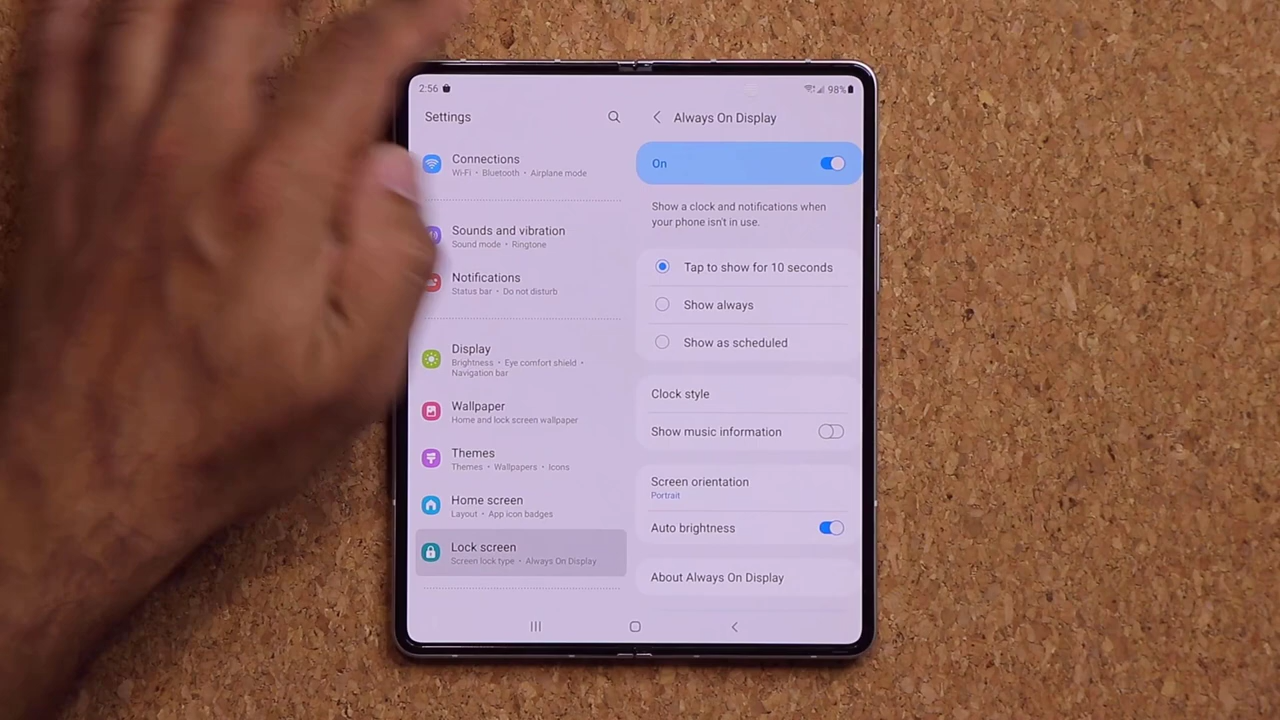 2:56
98%
Settings
Connections
Wi-Fi • Bluetooth • Airplane mode
Sounds and vibration
Sound mode • Ringtone
Notifications
Status bar • Do not disturb
Display
Brightness • Eye comfort shield •
Navigation bar
Wallpaper
Home and lock screen wallpaper
Themes
Themes • Wallpapers • Icons
Home screen
Layout • App icon badges
Lock screen
Screen lock type • Always On Display
Always On Display
On
Show a clock and notifications when
your phone isn't in use.
Tap to show for 10 seconds
Show always
Show as scheduled
Clock style
Show music information
Screen orientation
Portrait
Auto brightness
About Always On Display